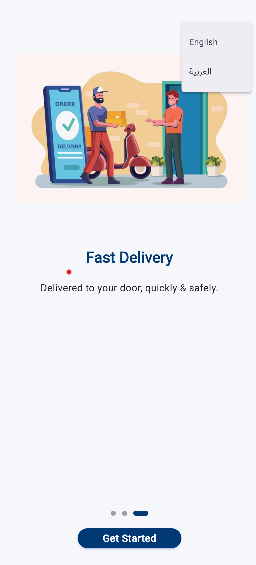 English
العربية
ORDER
DELIVERY
Fast Delivery
Delivered to your door, quickly & safely.
Get Started